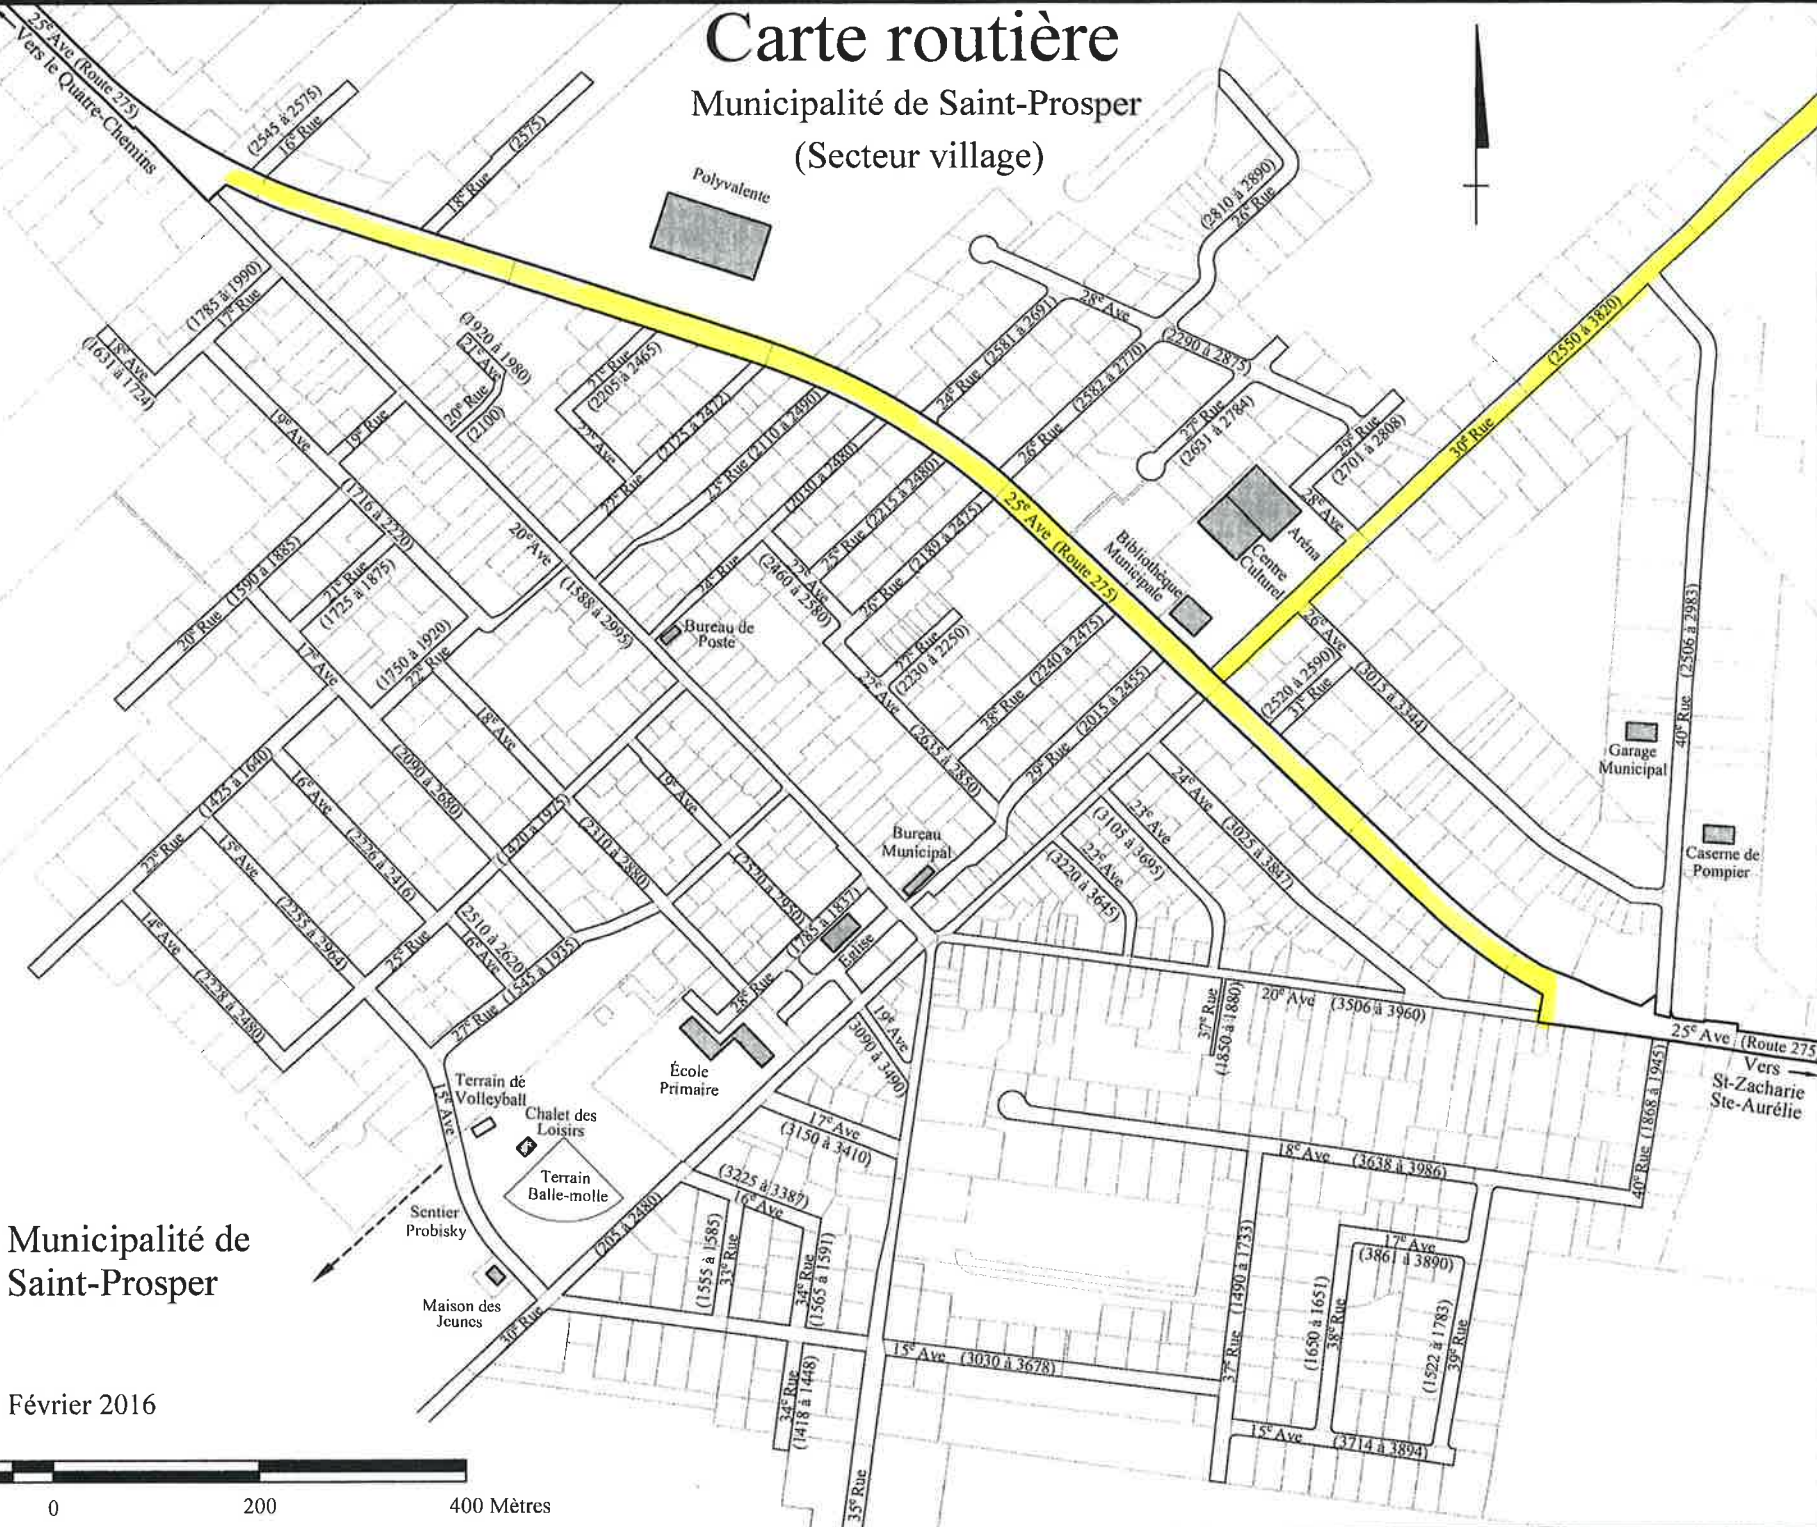 Carte routière
Municipalité de Saint-Prosper
(Secteur village)
25e Ave (Route 275)
Vers le Quatre-Chemins
(2545 à 2575)
16e Rue
(2575)
18e Rue
Polyvalente
(2810 à 2890)
26e Rue
(1785 à 1990)
17e Rue
18e Ave
(1631 à 1724)
(1920 à 1980)
21e Ave
20e Rue
(2100)
21e Rue
(2205 à 2465)
22e Ave
22e Rue
(2125 à 2472)
23e Rue (2110 à 2490)
24e Rue
(2030 à 2480)
24e Rue (2581 à 2691)
28e Ave
(2290 à 2875)
26e Rue
(2582 à 2770)
27e Rue
(2631 à 2784)
29e Rue
(2701 à 2808)
28e Ave
30e Rue
(2550 à 3820)
19e Ave
19e Rue
(1716 à 2220)
20e Ave
(1588 à 2995)
20e Rue
(1590 à 1885)
21e Rue
(1725 à 1875)
(1750 à 1920)
22e Rue
17e Ave
25e Rue (2215 à 2480)
26e Rue (2189 à 2475)
22e Ave
(2460 à 2580)
22e Rue
(2230 à 2250)
22e Ave
(2635 à 2850)
28e Rue (2240 à 2475)
29e Rue (2015 à 2455)
25e Ave (Route 275)
Bibliothèque
Municipale
Aréna
Centre
Culturel
26e Ave
(3015 à 3344)
(2520 à 2590)
31e Rue
40e Rue (2506 à 2983)
Garage
Municipal
Caserne de
Pompier
Bureau de
Poste
18e Ave
(2090 à 2680)
(1425 à 1640)
22e Rue
16e Ave
(2226 à 2416)
15e Ave
(2255 à 2964)
14e Ave
(2228 à 2480)
(1420 à 1975)
25e Rue
(2310 à 2880)
19e Ave
(2520 à 2950)
2510 à 2620)
16e Ave
27e Rue (1545 à 1935)
Bureau
Municipal
(1785 à 1837)
28e Rue
Église
24e Ave
(3025 à 3847)
23e Ave
(3105 à 3695)
22e Ave
(3220 à 3645)
École
Primaire
19e Ave
3090 à 3490)
37e Rue
(1850 à 1880)
20e Ave (3506 à 3960)
25e Ave (Route 275
Vers
St-Zacharie
Ste-Aurélie
Terrain de
Volleyball
Chalet des
Loisirs
Terrain
Balle-molle
15e Ave
Sentier
Probisky
Maison des
Jeunes
17e Ave
(3150 à 3410)
(3225 à 3387)
16e Ave
(205 à 2480)
30e Rue
(1555 à 1585)
33e Rue
34e Rue
(1565 à 1591)
18e Ave (3638 à 3986)
40e Rue (1868 à 1945)
37e Rue (1490 à 1733)
17e Ave
(3861 à 3890)
(1650 à 1651)
38e Rue
(1522 à 1783)
39e Rue
15e Ave (3030 à 3678)
34e Rue
(1418 à 1448)
35e Rue
15e Ave (3714 à 3894)
Municipalité de
Saint-Prosper
Février 2016
0 200 400 Mètres